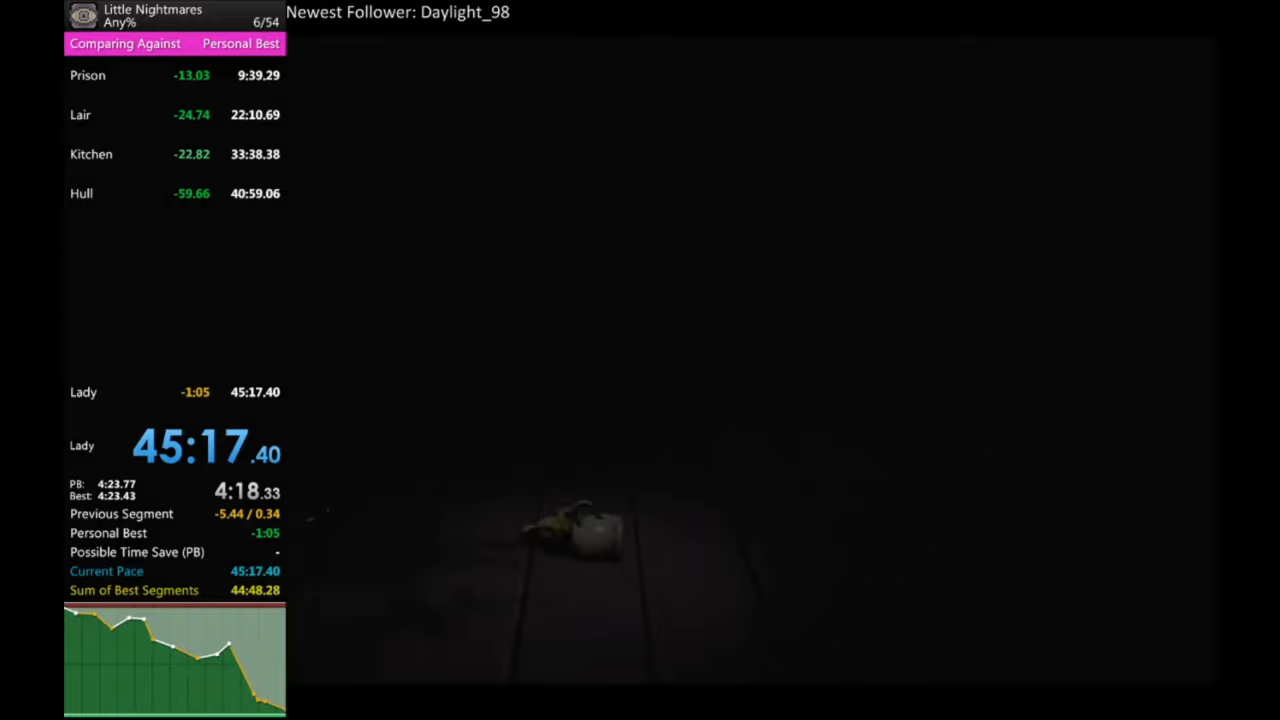 Newest Follower: Daylight_98
Little Nightmares
Any% 6/54
Comparing Against Personal Best
Prison -13.03 9:39.29
Lair -24.74 22:10.69
Kitchen -22.82 33:38.38
Hull -59.66 40:59.06
Lady -1:05 45:17.40
Lady 45:17.40
PB: 4:23.77
Best: 4:23.43
4:18.33
Previous Segment -5.44 / 0.34
Personal Best -1:05
Possible Time Save (PB) -
Current Pace 45:17.40
Sum of Best Segments 44:48.28